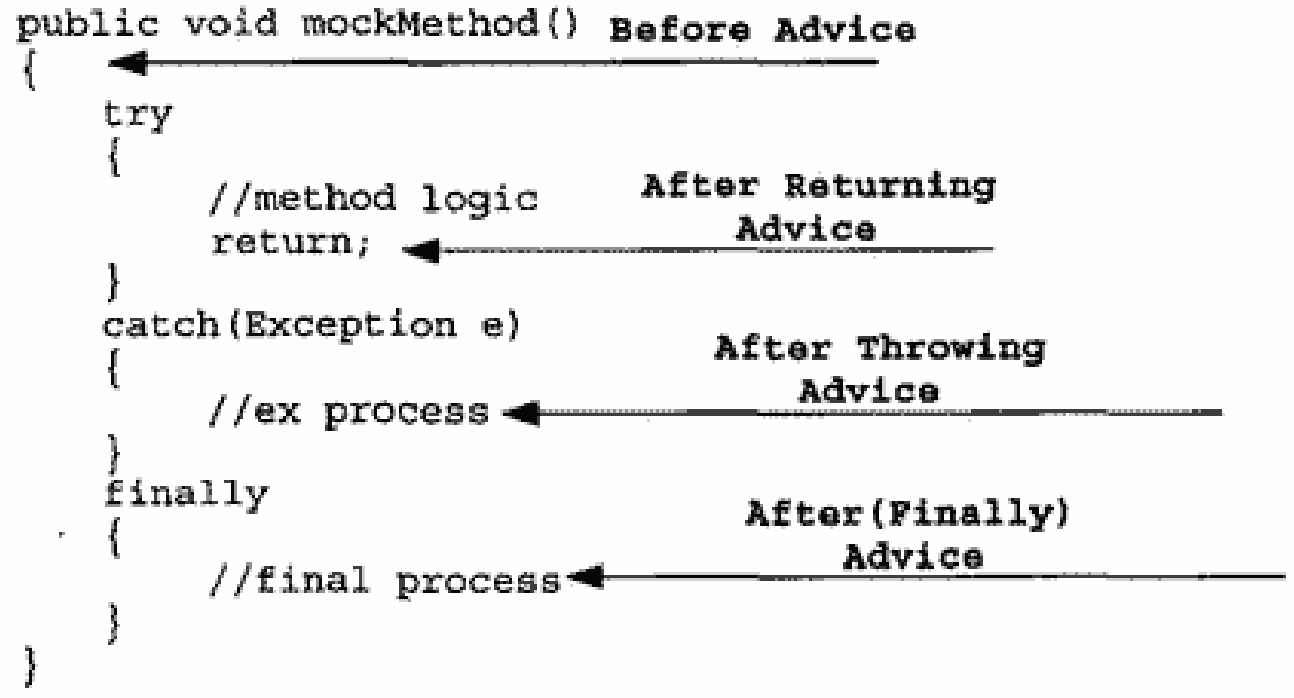 public void mockMethod() Before Advice
{
try
{
//method logic
After Returning
return;
Advice
}
catch(Exception e)
{
After Throwing
Advice
//ex process
}
finally
{
After(Finally)
Advice
//final process
}
}